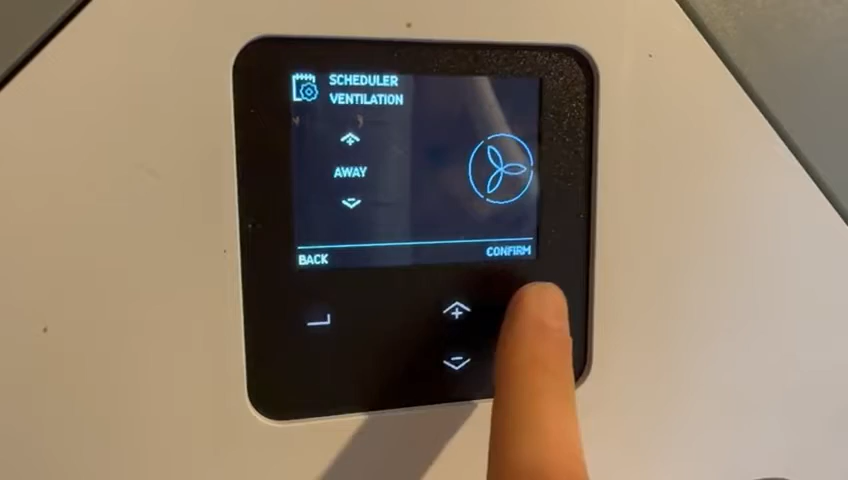 SCHEDULER
VENTILATION
AWAY
BACK
CONFIRM